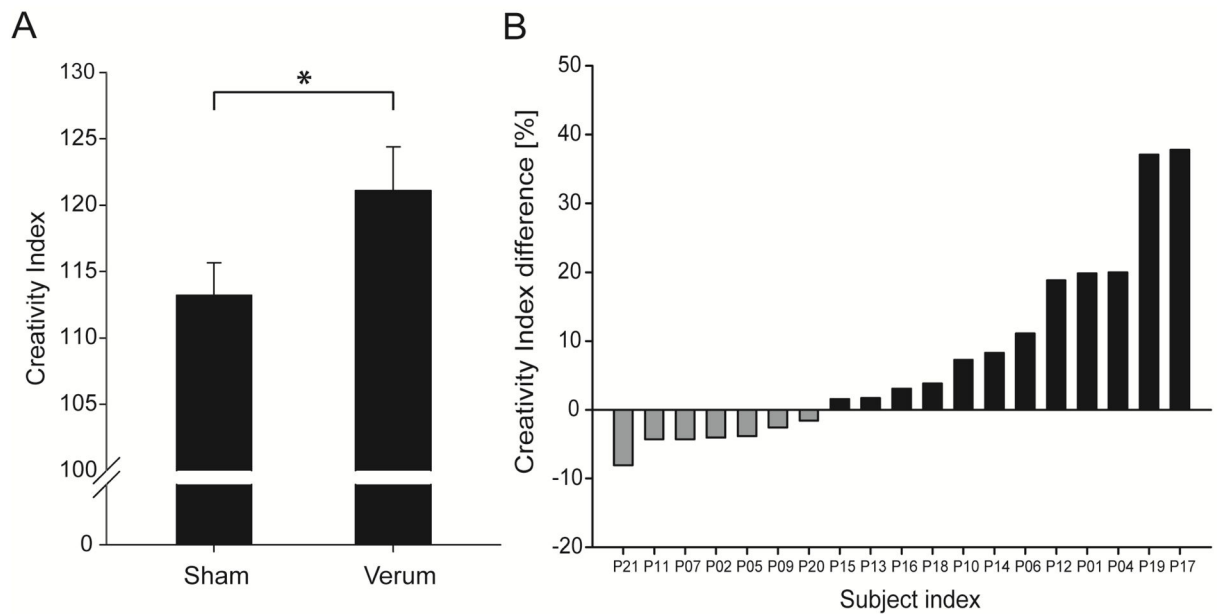 A
Creativity Index
130
125
120
115
110
105
100
0
*
Sham
Verum
B
Creativity Index difference [%]
50
40
30
20
10
0
-10
-20
P21 P11 P07 P02 P05 P09 P20 P15 P13 P16 P18 P10 P14 P06 P12 P01 P04 P19 P17
Subject index